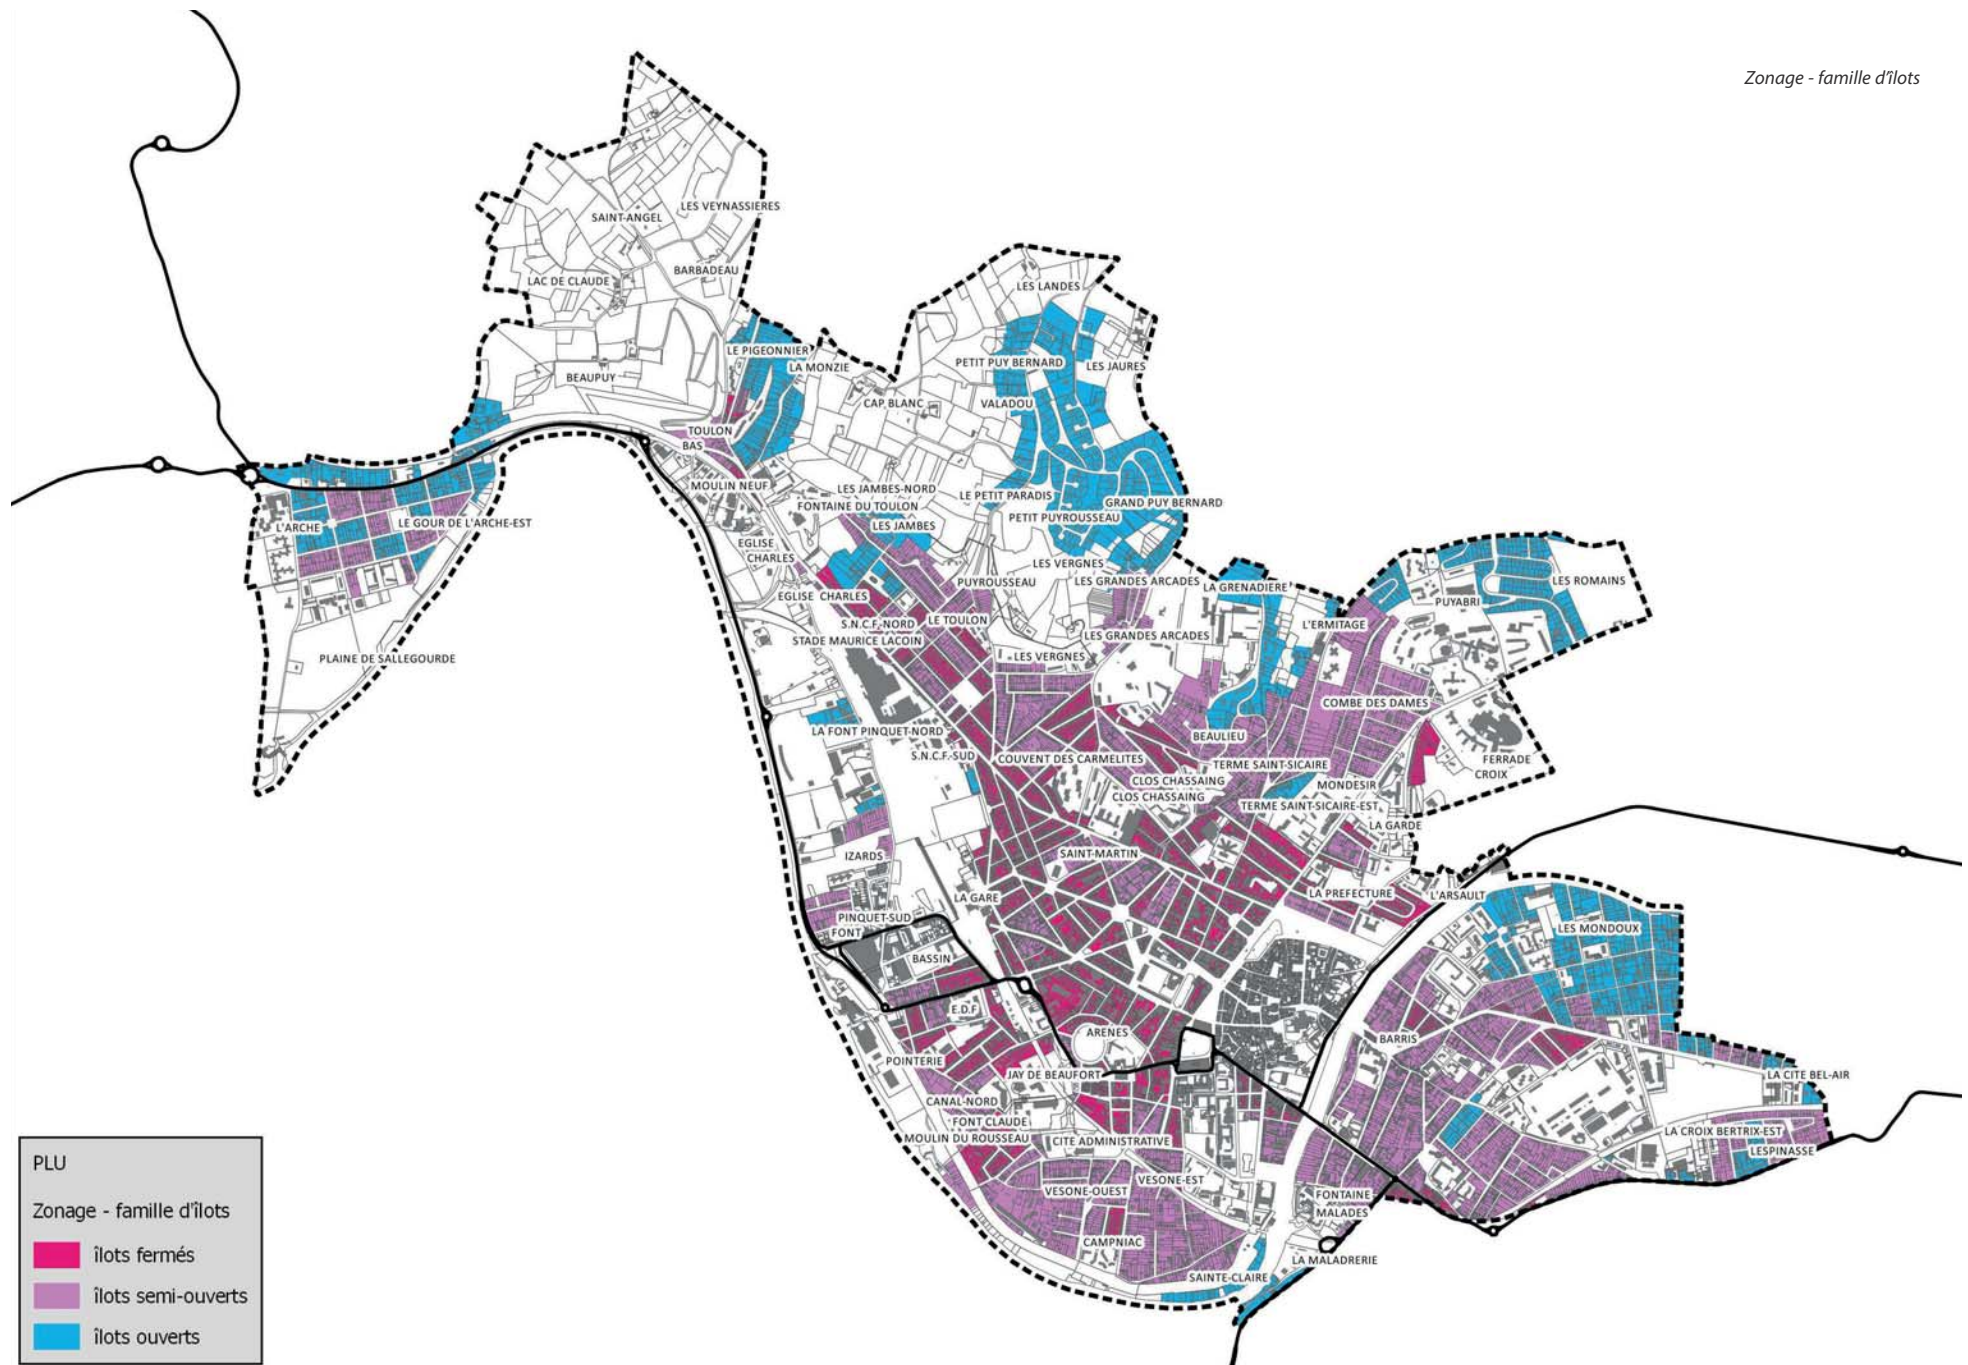 Zonage - famille d'îlots
SAINT-ANGEL
LES VEYNASSIERES
LAC DE CLAUDE
BARBADEAU
LES LANDES
LE PIGEONNIER
LA MONZIE
PETIT PUY BERNARD
LES JAURES
BEAUPUY
CAP BLANC
VALADOU
TOULON
BAS
MOULIN NEUF
LES JAMBES-NORD
LE PETIT PARADIS
GRAND PUY BERNARD
FONTAINE DU TOULON
L'ARCHE
LE GOUR DE L'ARCHE-EST
LES JAMBES
PETIT PUYROUSSEAU
EGLISE
CHARLES
LES VERGNES
PUYROUSSEAU
LES GRANDES ARCADES
LA GRENADIERE
LES ROMAINS
EGLISE CHARLES
PUYABRI
S.N.C.F-NORD
LE TOULON
L'ERMITAGE
STADE MAURICE LACOIN
LES GRANDES ARCADES
PLAINE DE SALLEGOURDE
LES VERGNES
COMBE DES DAMES
LA FONT PINQUET-NORD
BEAULIEU
S.N.C.F.-SUD
COUVENT DES CARMELITES
TERME SAINT-SICAIRE
FERRADE
CROIX
CLOS CHASSAING
MONDESIR
CLOS CHASSAING
TERME SAINT-SICAIRE-EST
LA GARDE
IZARDS
SAINT-MARTIN
LA GARE
LA PREFECTURE
L'ARSAULT
PINQUET-SUD
FONT
LES MONDOUX
BASSIN
E.D.F
ARENES
BARRIS
POINTERIE
JAY DE BEAUFORT
LA CITE BEL-AIR
CANAL-NORD
FONT CLAUDE
MOULIN DU ROUSSEAU
CITE ADMINISTRATIVE
LA CROIX BERTRIX-EST
LESPINASSE
VESONE-EST
VESONE-OUEST
FONTAINE
MALADES
CAMPNIAC
LA MALADRERIE
SAINTE-CLAIRE
PLU
Zonage - famille d'îlots
îlots fermés
îlots semi-ouverts
îlots ouverts